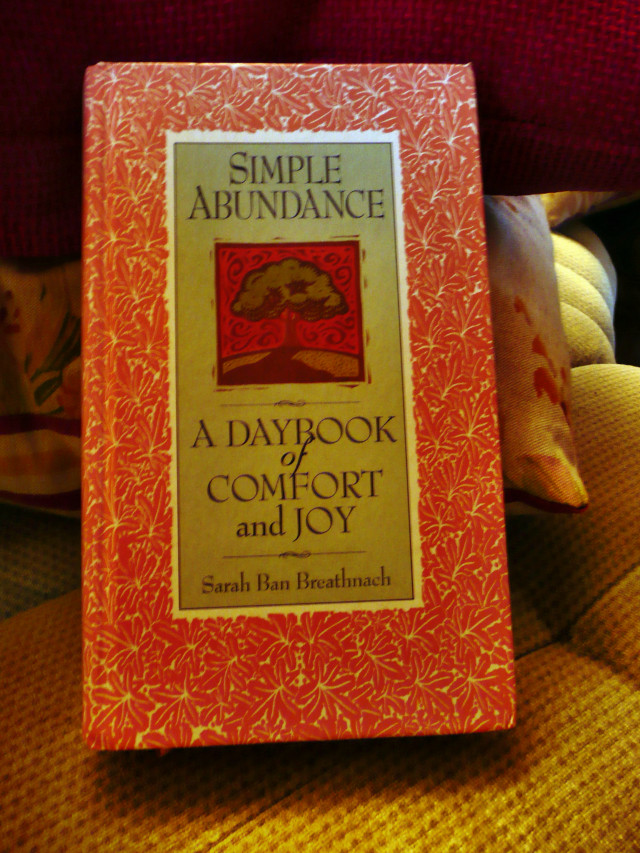 SIMPLE
ABUNDANCE
A DAYBOOK
of
COMFORT
and JOY
Sarah Ban Breathnach